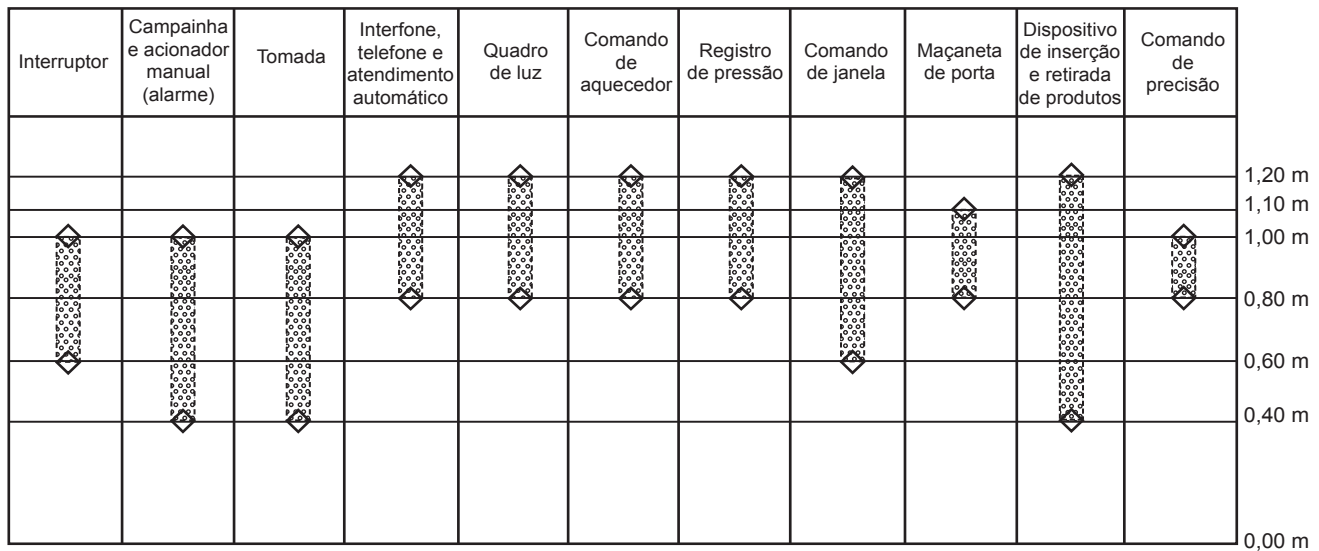 Interruptor
Campainha
e acionador
manual
(alarme)
Tomada
Interfone,
telefone e
atendimento
automático
Quadro
de luz
Comando
de
aquecedor
Registro
de pressão
Comando
de janela
Maçaneta
de porta
Dispositivo
de inserção
e retirada
de produtos
Comando
de
precisão
1,20 m
1,10 m
1,00 m
0,80 m
0,60 m
0,40 m
0,00 m